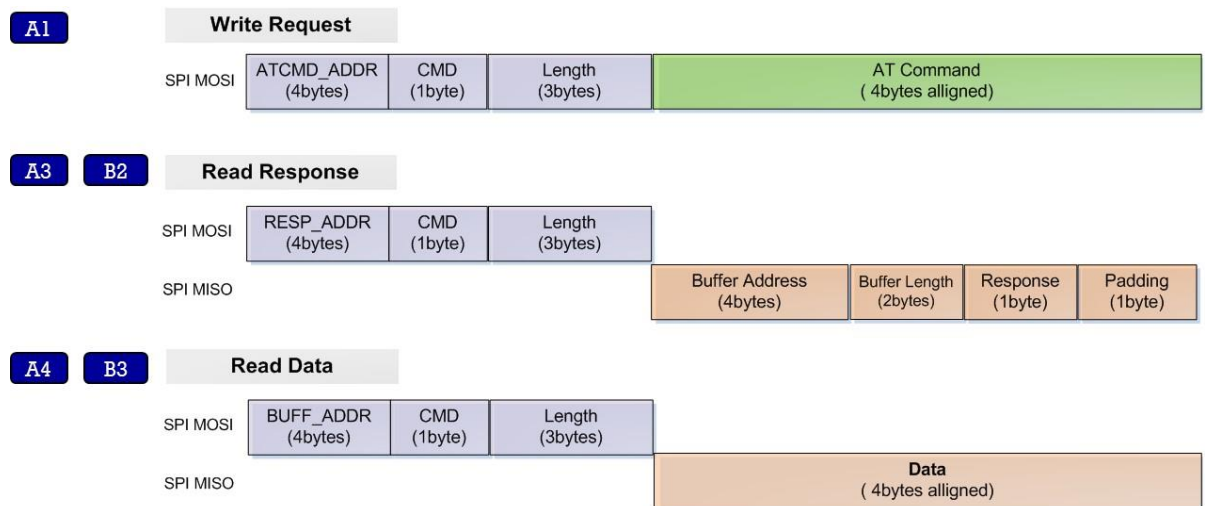 A1
Write Request
SPI MOSI
ATCMD_ADDR
(4bytes)
CMD
(1byte)
Length
(3bytes)
AT Command
( 4bytes alligned)
A3
B2
Read Response
SPI MOSI
RESP_ADDR
(4bytes)
CMD
(1byte)
Length
(3bytes)
SPI MISO
Buffer Address
(4bytes)
Buffer Length
(2bytes)
Response
(1byte)
Padding
(1byte)
A4
B3
Read Data
SPI MOSI
BUFF_ADDR
(4bytes)
CMD
(1byte)
Length
(3bytes)
SPI MISO
Data
( 4bytes alligned)